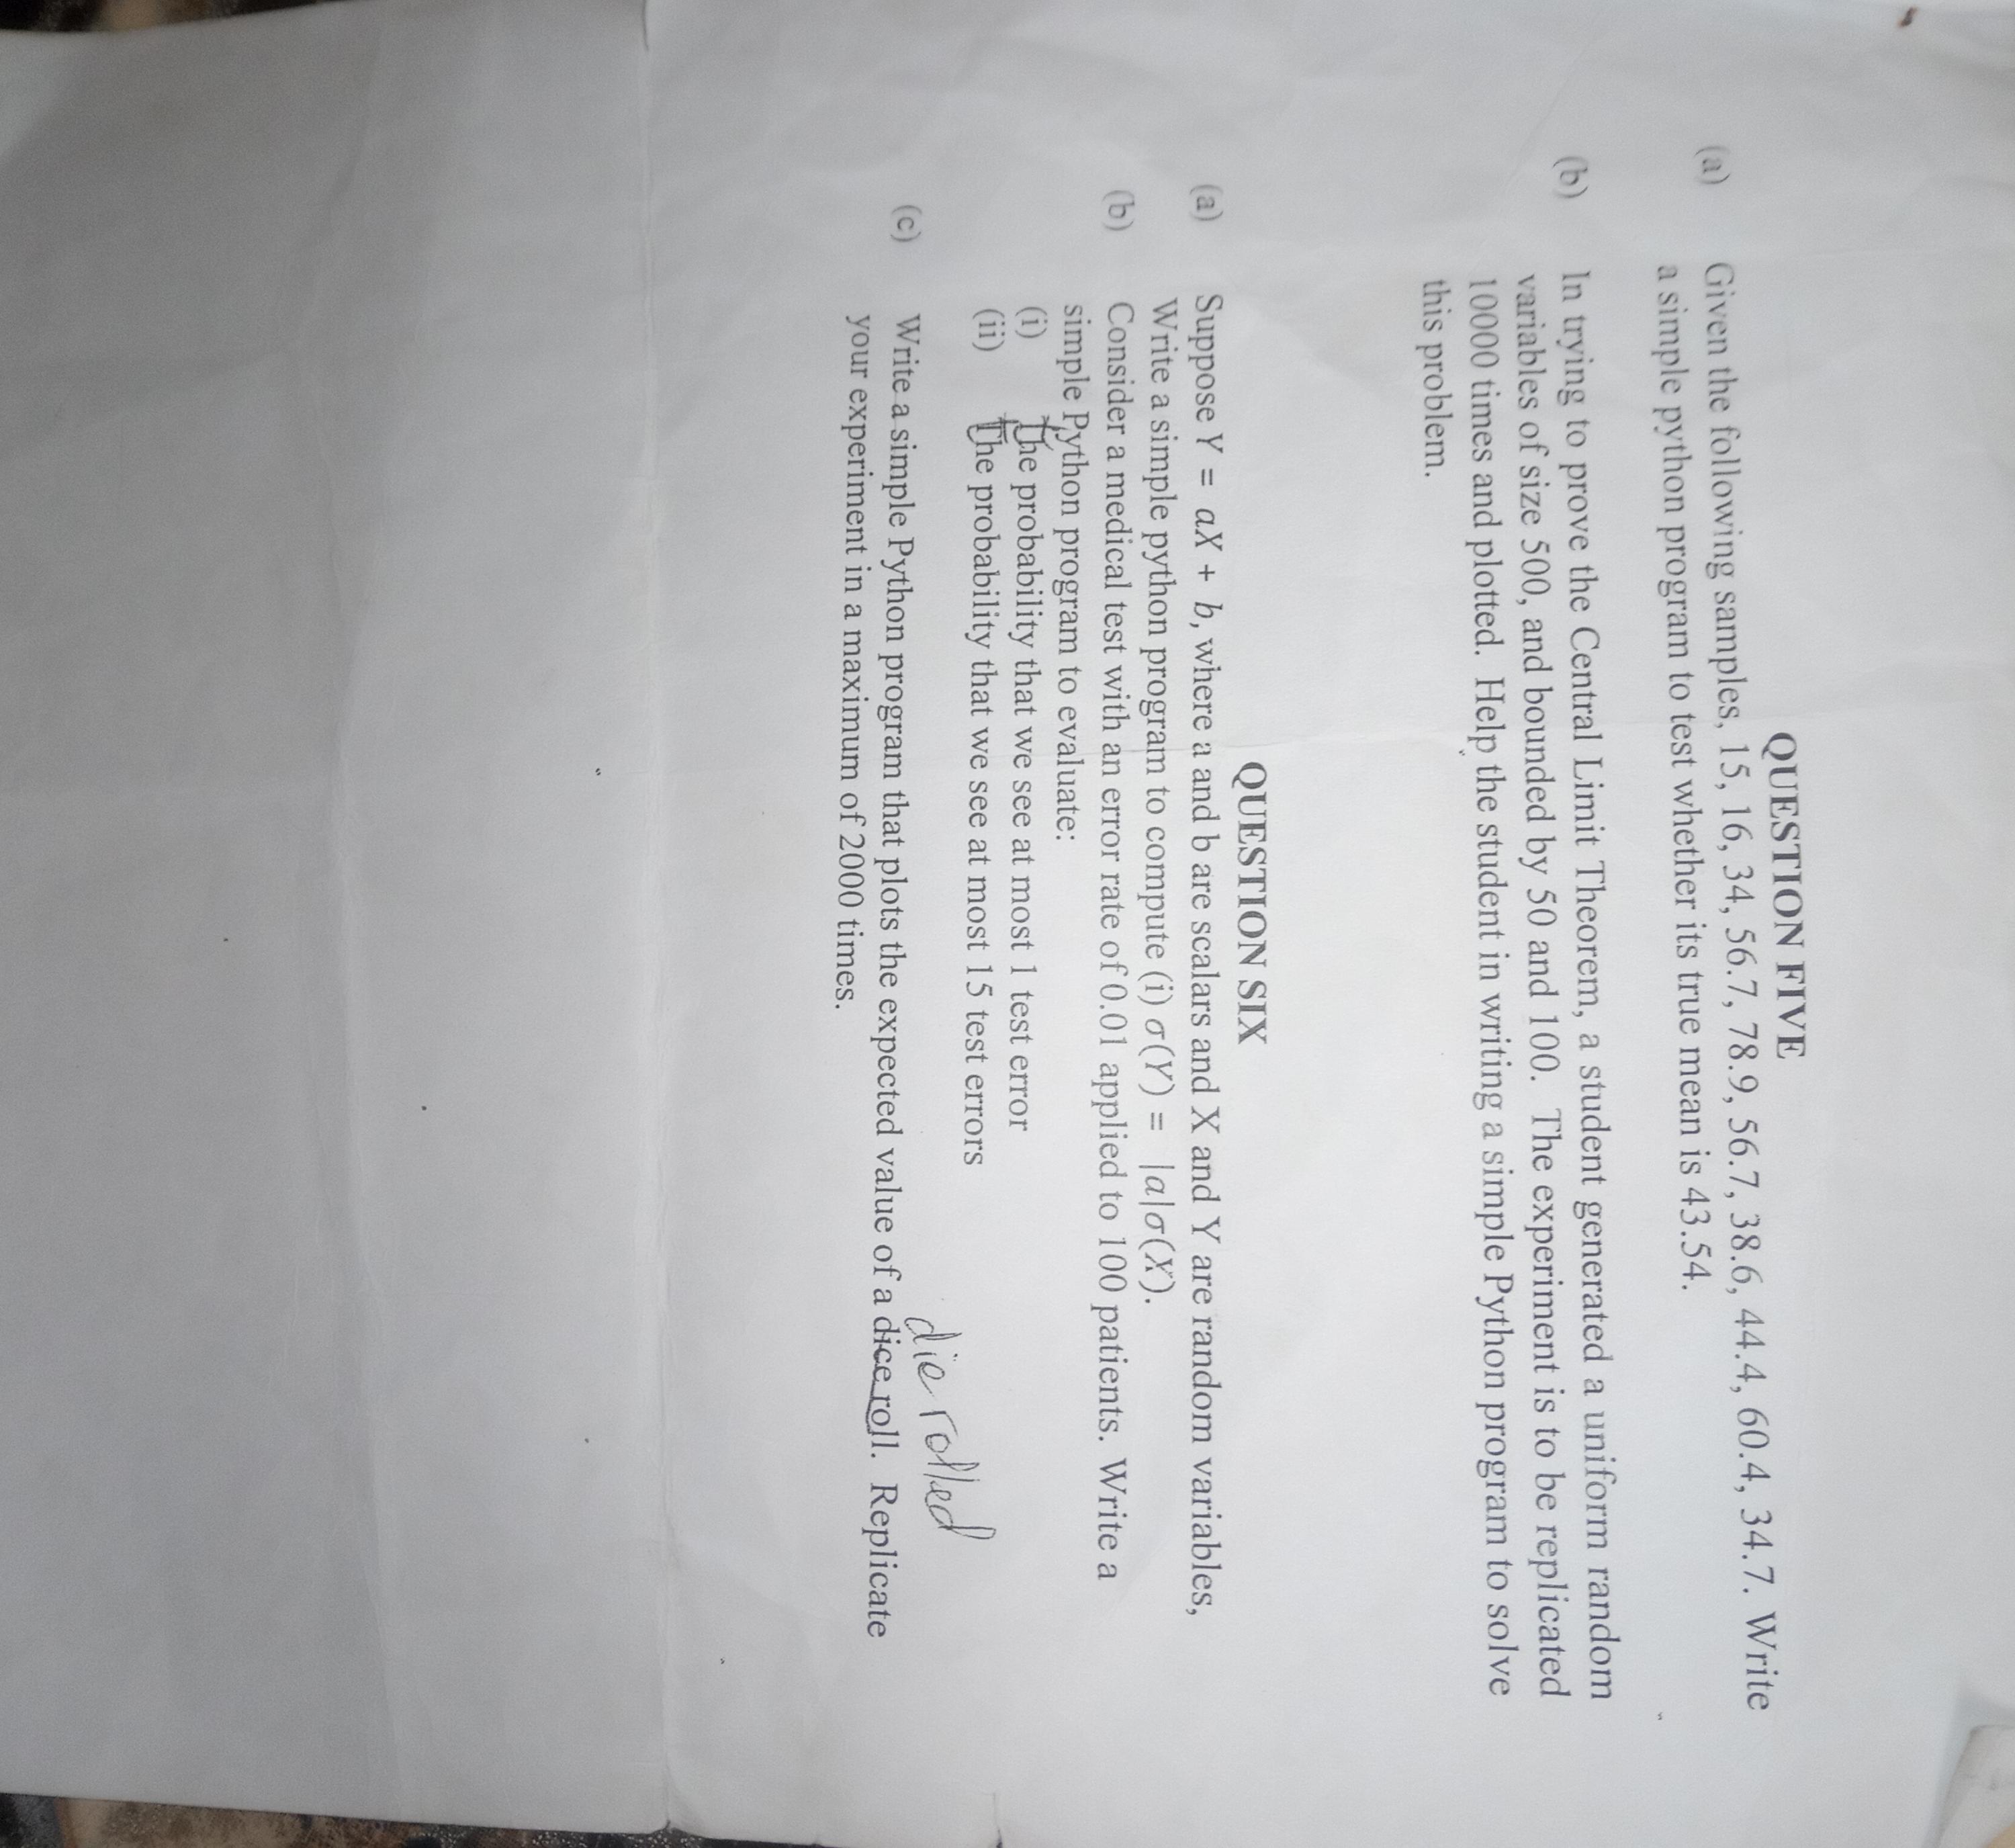 QUESTION FIVE
(a) Given the following samples, 15, 16, 34, 56.7, 78.9, 56.7, 38.6, 44.4, 60.4, 34.7. Write
a simple python program to test whether its true mean is 43.54.
(b) In trying to prove the Central Limit Theorem, a student generated a uniform random
variables of size 500, and bounded by 50 and 100. The experiment is to be replicated
10000 times and plotted. Help the student in writing a simple Python program to solve
this problem.
QUESTION SIX
(a) Suppose Y = aX + b, where a and b are scalars and X and Y are random variables,
Write a simple python program to compute (i) σ(Y) = |a|σ(X).
(b) Consider a medical test with an error rate of 0.01 applied to 100 patients. Write a
simple Python program to evaluate:
(i) The probability that we see at most 1 test error
(ii) The probability that we see at most 15 test errors
die rolled
(c) Write a simple Python program that plots the expected value of a dice roll. Replicate
your experiment in a maximum of 2000 times.